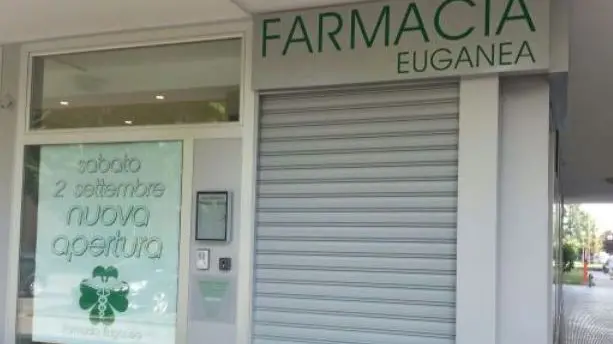 FARMACIA
EUGANEA
sabato
2 settembre
nuova
apertura